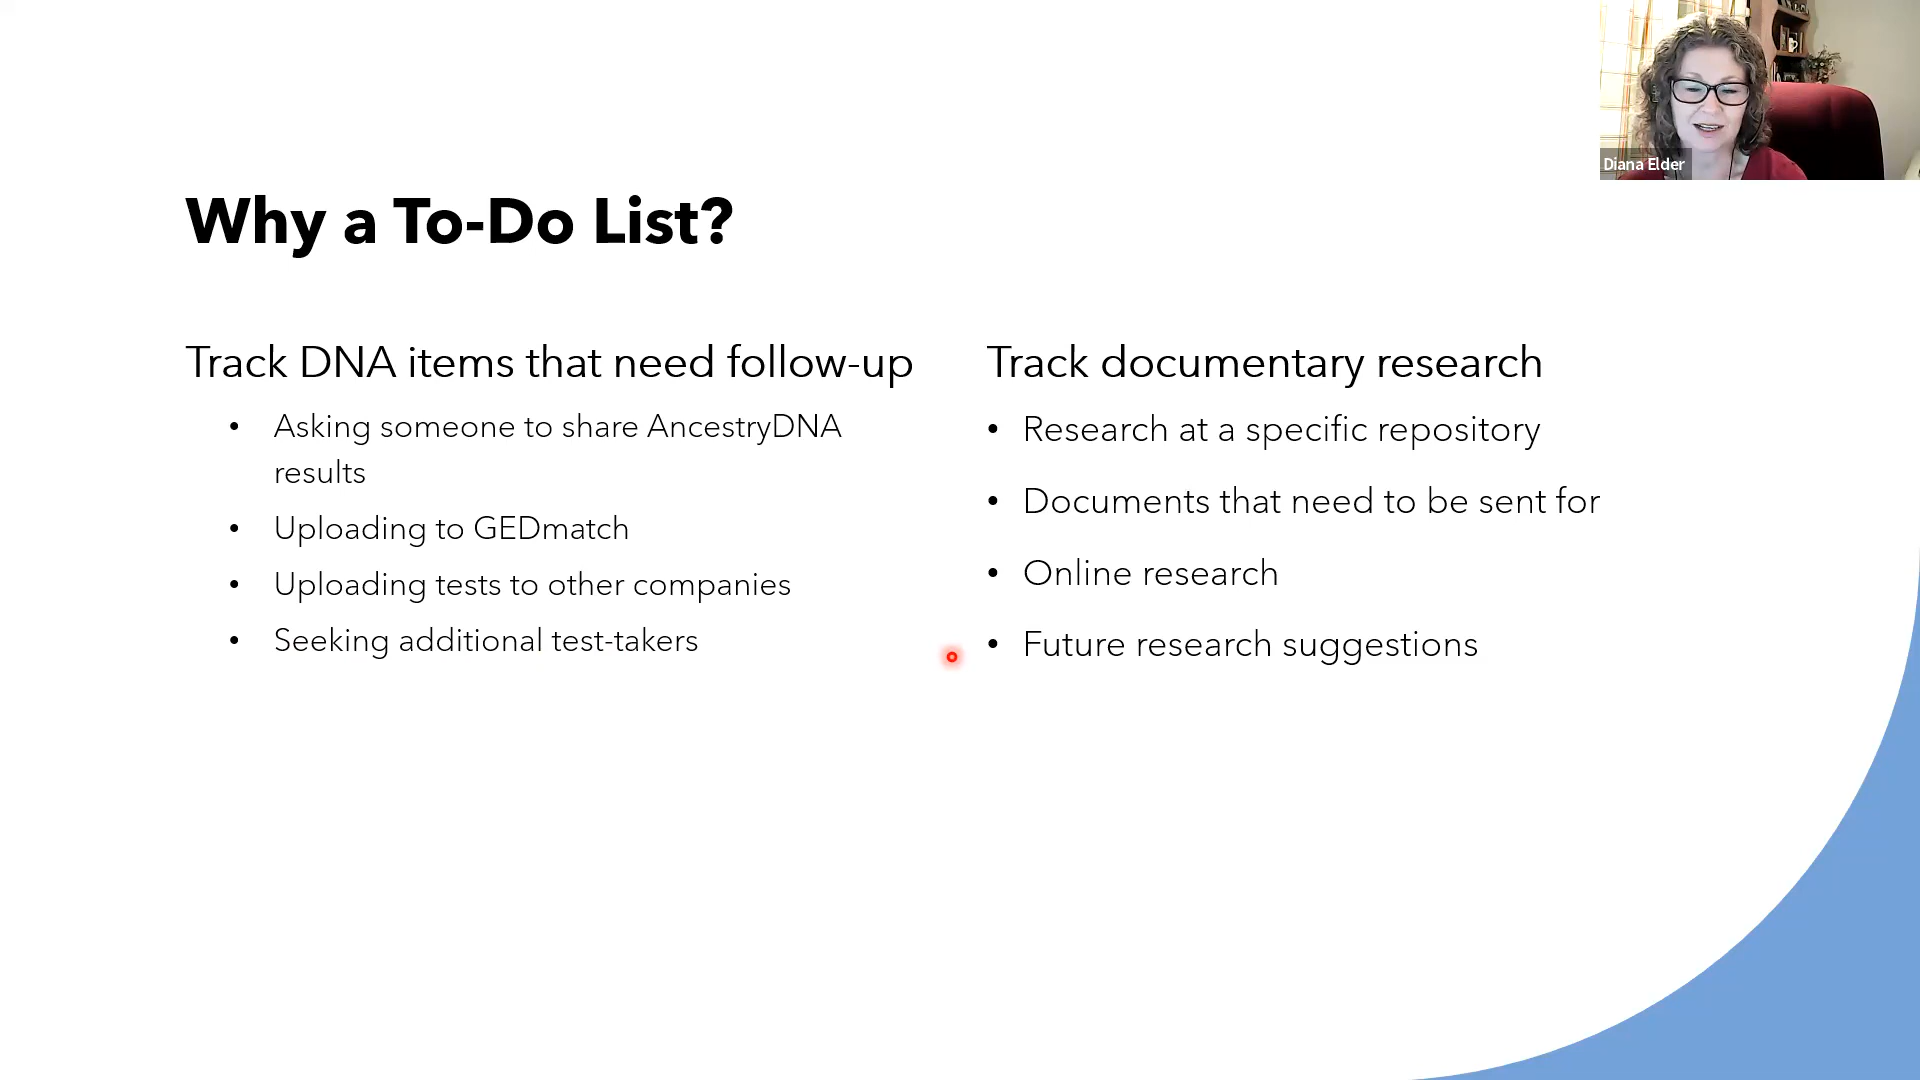 Diana Elder
Why a To-Do List?
Track DNA items that need follow-up
• Asking someone to share AncestryDNA
results
• Uploading to GEDmatch
• Uploading tests to other companies
• Seeking additional test-takers
Track documentary research
• Research at a specific repository
• Documents that need to be sent for
• Online research
• Future research suggestions